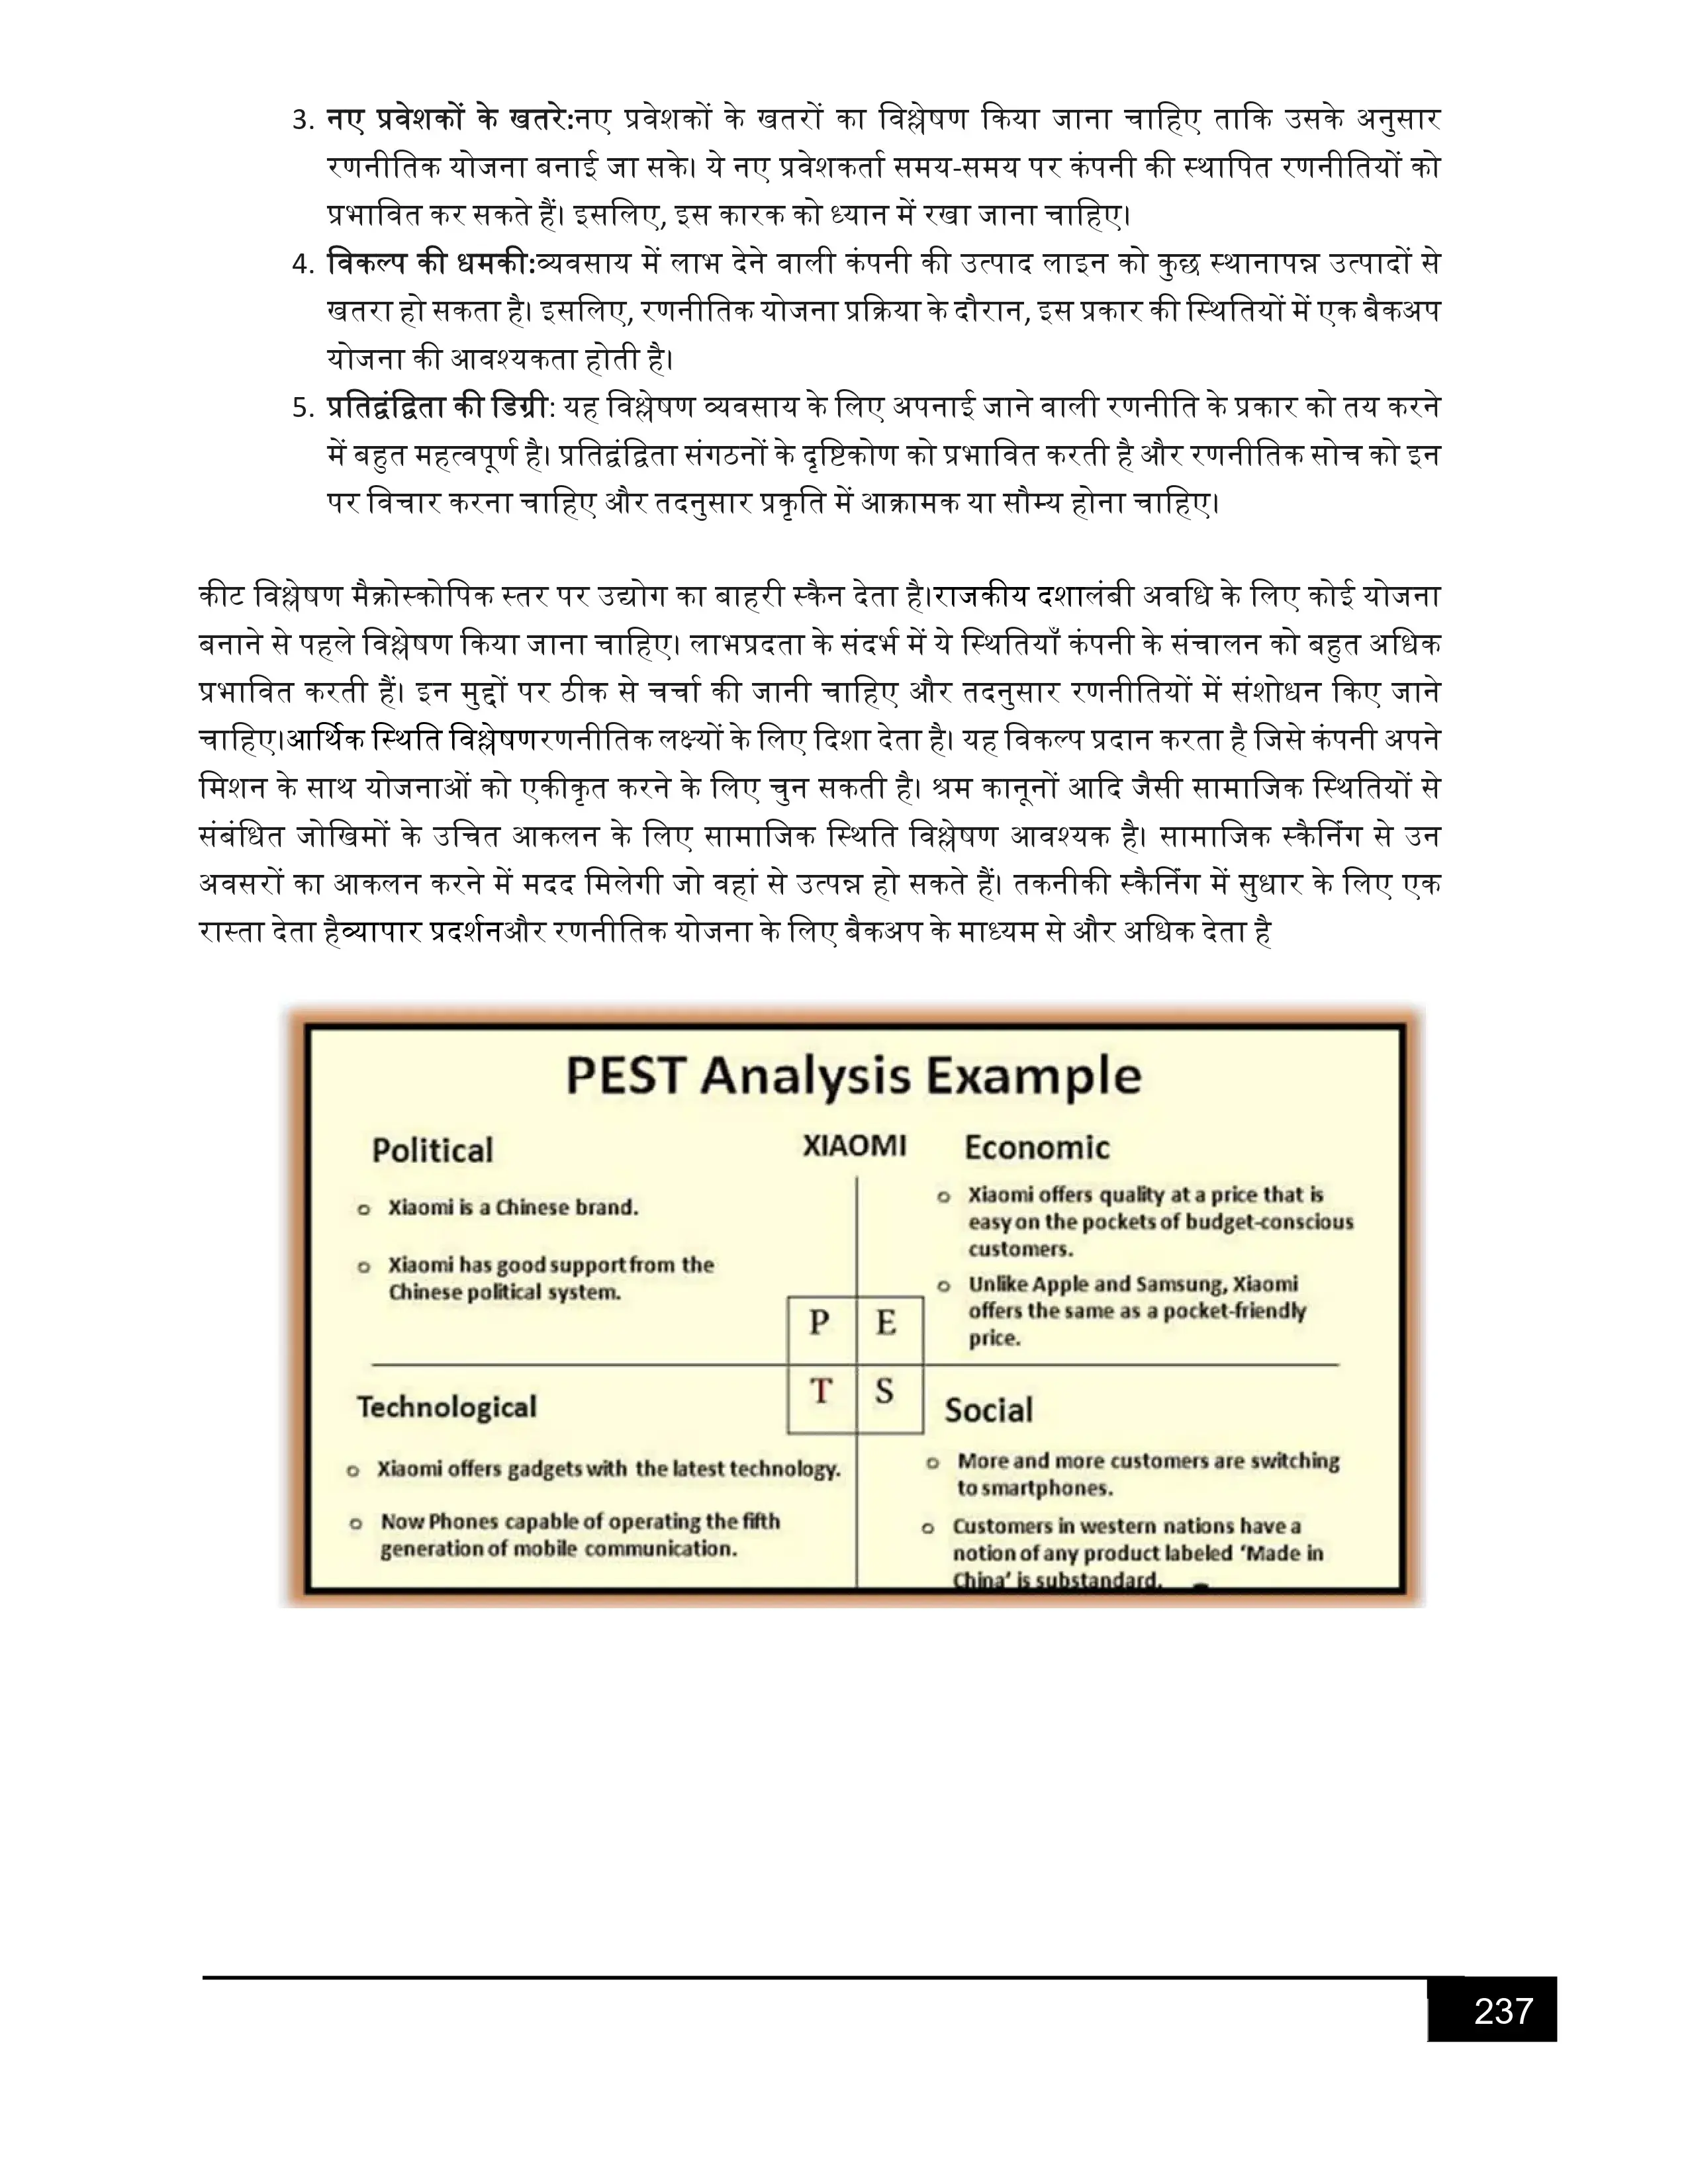 3. नए प्रवेशकों के खतरे:नए प्रवेशकों के खतरों का विश्लेषण किया जाना चाहिए ताकि उसके अनुसार
रणनीतिक योजना बनाई जा सके। ये नए प्रवेशकर्ता समय-समय पर कंपनी की स्थापित रणनीतियों को
प्रभावित कर सकते हैं। इसलिए, इस कारक को ध्यान में रखा जाना चाहिए।
4. विकल्प की धमकी:व्यवसाय में लाभ देने वाली कंपनी की उत्पाद लाइन को कुछ स्थानापन्न उत्पादों से
खतरा हो सकता है। इसलिए, रणनीतिक योजना प्रक्रिया के दौरान, इस प्रकार की स्थितियों में एक बैकअप
योजना की आवश्यकता होती है।
5. प्रतिद्वंद्विता की डिग्री: यह विश्लेषण व्यवसाय के लिए अपनाई जाने वाली रणनीति के प्रकार को तय करने
में बहुत महत्वपूर्ण है। प्रतिद्वंद्विता संगठनों के दृष्टिकोण को प्रभावित करती है और रणनीतिक सोच को इन
पर विचार करना चाहिए और तदनुसार प्रकृति में आक्रामक या सौम्य होना चाहिए।
कीट विश्लेषण मैक्रोस्कोपिक स्तर पर उद्योग का बाहरी स्कैन देता है।राजकीय दशालंबी अवधि के लिए कोई योजना
बनाने से पहले विश्लेषण किया जाना चाहिए। लाभप्रदता के संदर्भ में ये स्थितियाँ कंपनी के संचालन को बहुत अधिक
प्रभावित करती हैं। इन मुद्दों पर ठीक से चर्चा की जानी चाहिए और तदनुसार रणनीतियों में संशोधन किए जाने
चाहिए।आर्थिक स्थिति विश्लेषणरणनीतिक लक्ष्यों के लिए दिशा देता है। यह विकल्प प्रदान करता है जिसे कंपनी अपने
मिशन के साथ योजनाओं को एकीकृत करने के लिए चुन सकती है। श्रम कानूनों आदि जैसी सामाजिक स्थितियों से
संबंधित जोखिमों के उचित आकलन के लिए सामाजिक स्थिति विश्लेषण आवश्यक है। सामाजिक स्कैनिंग से उन
अवसरों का आकलन करने में मदद मिलेगी जो वहां से उत्पन्न हो सकते हैं। तकनीकी स्कैनिंग में सुधार के लिए एक
रास्ता देता हैव्यापार प्रदर्शनऔर रणनीतिक योजना के लिए बैकअप के माध्यम से और अधिक देता है
PEST Analysis Example
XIAOMI
Political
o Xiaomi is a Chinese brand.
o Xiaomi has good support from the
Chinese political system.
Economic
o Xiaomi offers quality at a price that is
easy on the pockets of budget-conscious
customers.
o Unlike Apple and Samsung, Xiaomi
offers the same as a pocket-friendly
price.
P E
T S
Technological
o Xiaomi offers gadgets with the latest technology.
o Now Phones capable of operating the fifth
generation of mobile communication.
Social
o More and more customers are switching
to smartphones.
o Customers in western nations have a
notion of any product labeled ‘Made in
China’ is substandard.
237